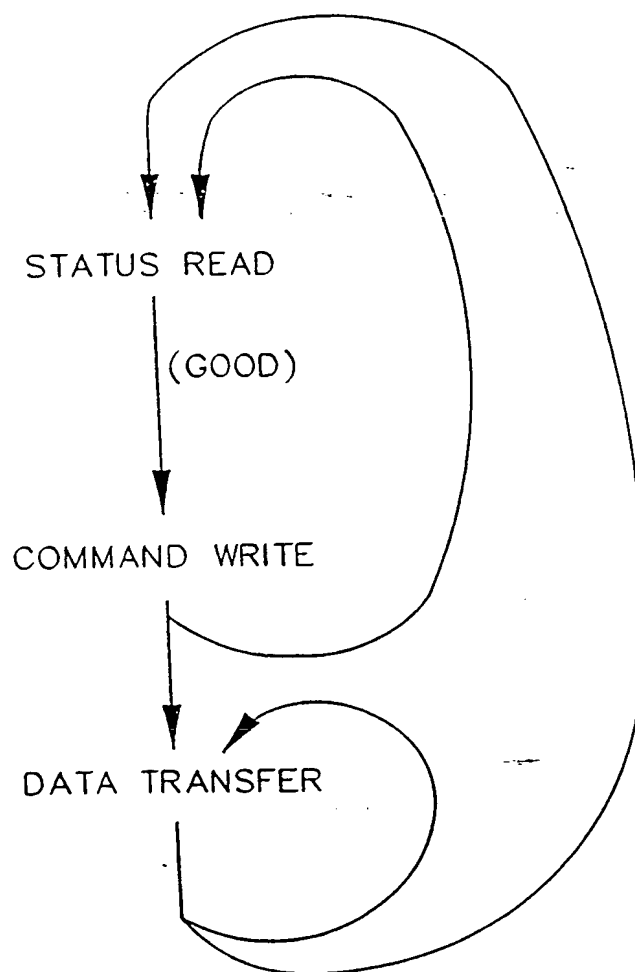 STATUS READ
(GOOD)
COMMAND WRITE
DATA TRANSFER